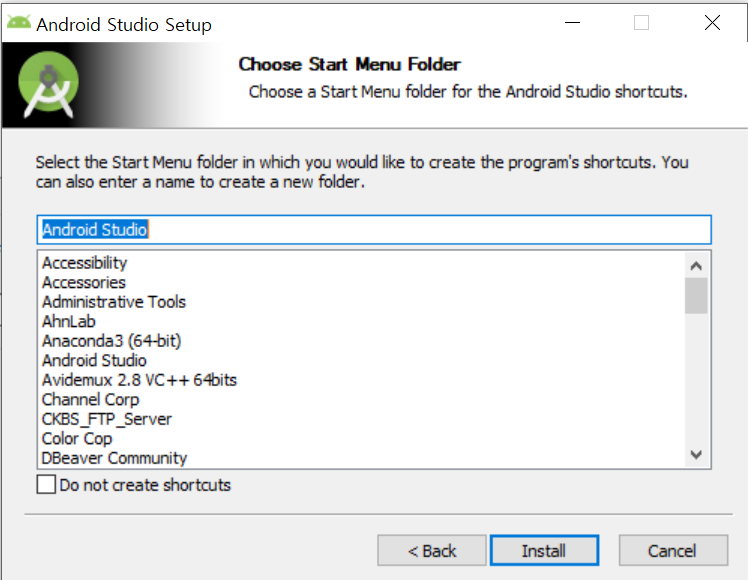 Android Studio Setup
Choose Start Menu Folder
Choose a Start Menu folder for the Android Studio shortcuts.
Select the Start Menu folder in which you would like to create the program's shortcuts. You
can also enter a name to create a new folder.
Android Studio
Accessibility
Accessories
Administrative Tools
AhnLab
Anaconda3 (64-bit)
Android Studio
Avidemux 2.8 VC++ 64bits
Channel Corp
CKBS_FTP_Server
Color Cop
DBeaver Community
Do not create shortcuts
< Back
Install
Cancel